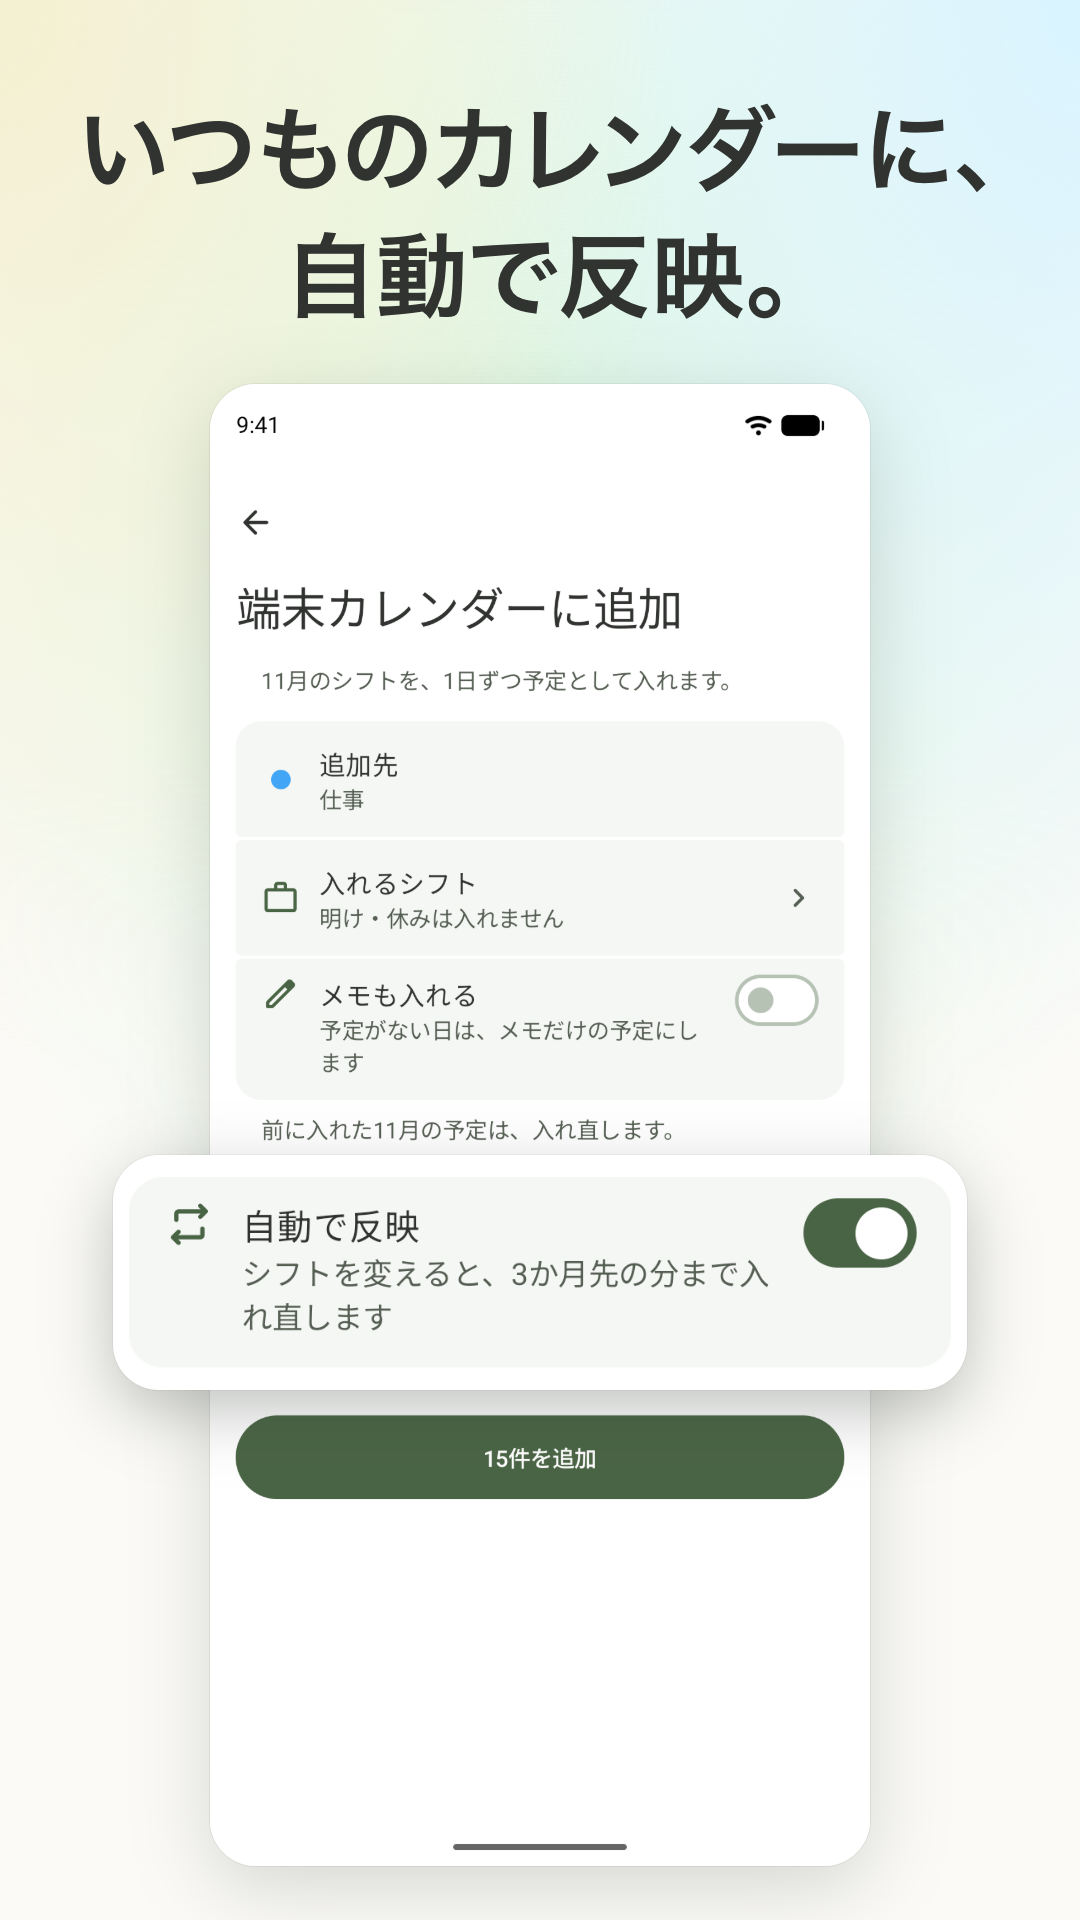 いつものカレンダーに、
自動で反映。
9:41
端末カレンダーに追加
11月のシフトを、1日ずつ予定として入れます。
追加先
仕事
入れるシフト
明け・休みは入れません
メモも入れる
予定がない日は、メモだけの予定にし
ます
前に入れた11月の予定は、入れ直します。
自動で反映
シフトを変えると、3か月先の分まで入
れ直します
15件を追加